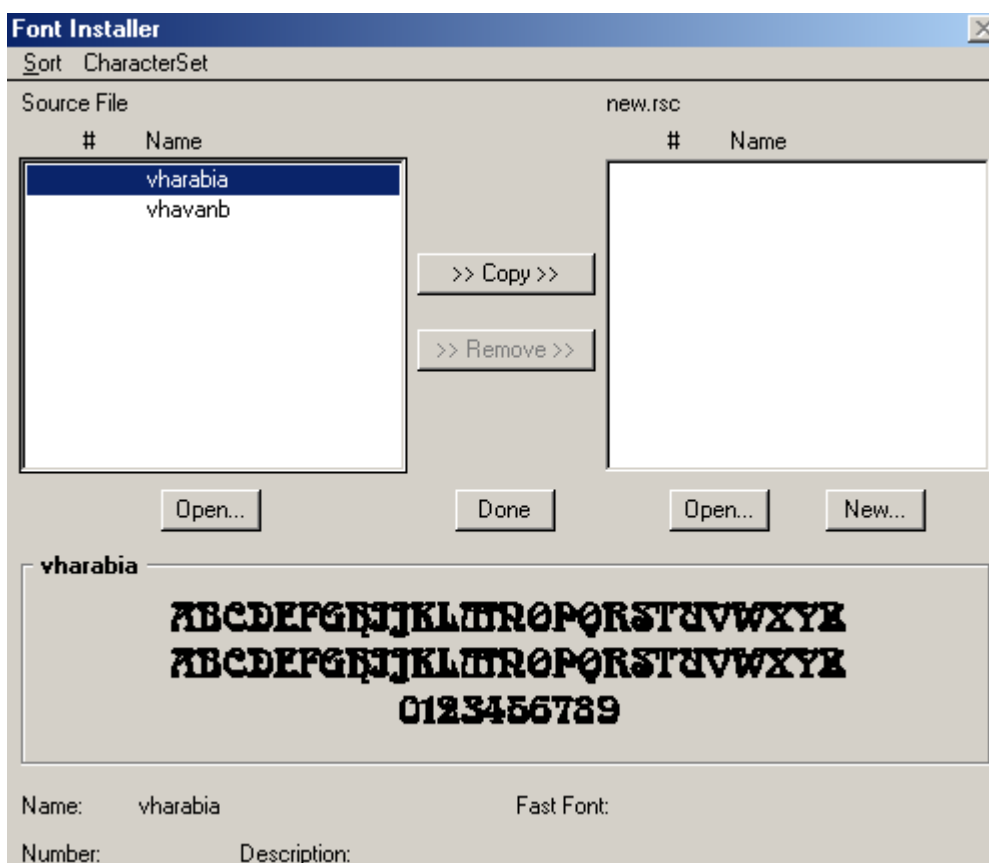 Font Installer
Sort CharacterSet
Source File new.rsc
# Name # Name
vharabia
vhavanb
>> Copy >>
>> Remove >>
Open... Done Open... New...
vharabia
ABCDEFGHIJKLMNOPQRSTUVWXYZ
ABCDEFGHIJKLMNOPQRSTUVWXYZ
0123456789
Name: vharabia Fast Font:
Number: Description: